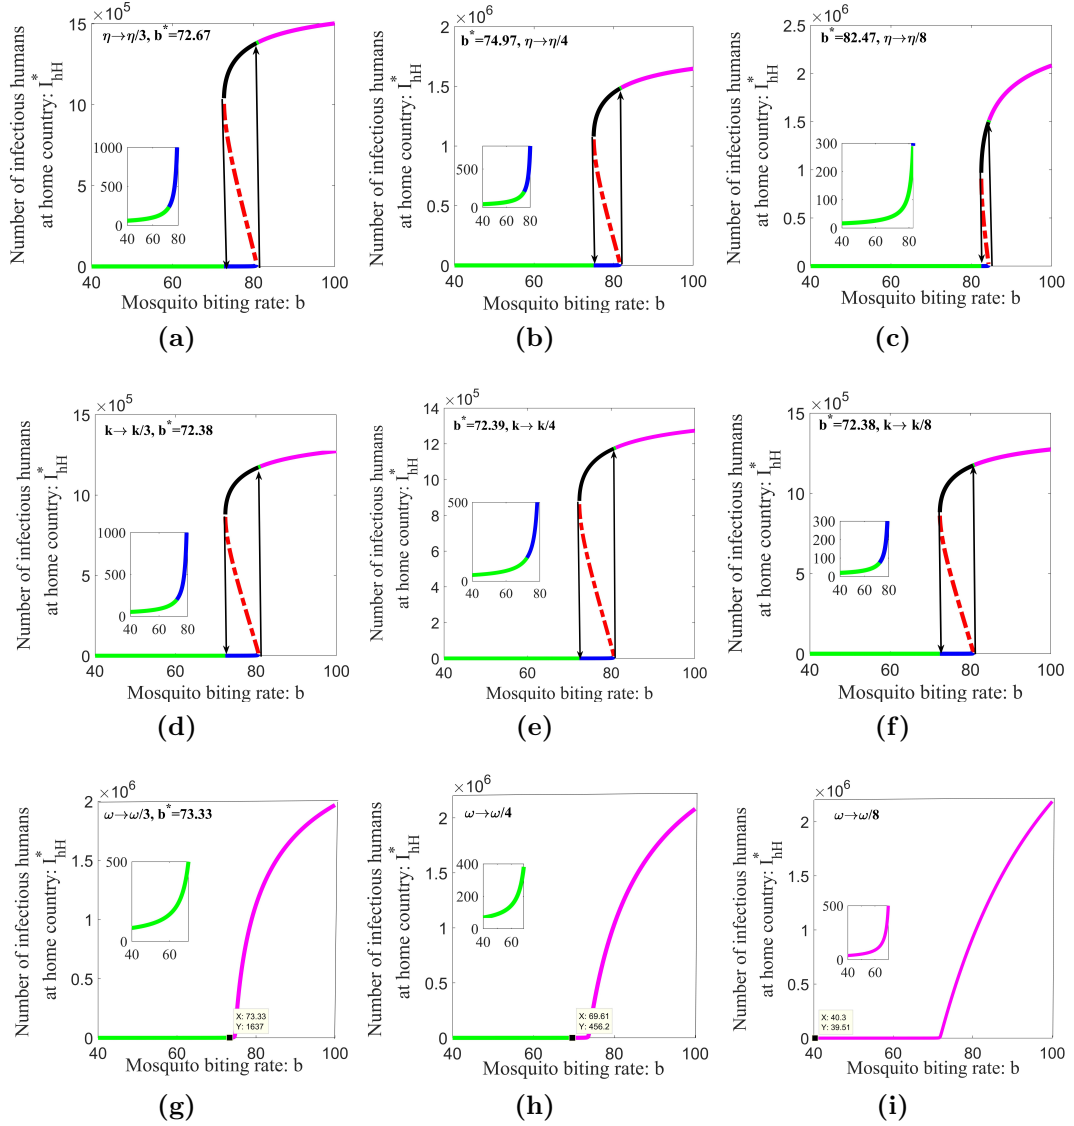 ×10^5
η→η/3, b^*=72.67
15
10
5
0
1000
500
0
40 60 80
40 60 80 100
Number of infectious humans
at home country: I_{hH}^*
Mosquito biting rate: b
(a)
×10^6
b^*=74.97, η→η/4
2
1.5
1
0.5
0
400
200
0
40 60 80
40 60 80 100
Number of infectious humans
at home country: I_{hH}^*
Mosquito biting rate: b
(b)
×10^6
b^*=82.47, η→η/8
2.5
2
1.5
1
0.5
0
300
200
100
0
40 60 80
40 60 80 100
Number of infectious humans
at home country: I_{hH}^*
Mosquito biting rate: b
(c)
×10^5
k→ k/3, b^*=72.38
15
10
5
0
1000
500
0
40 60 80
40 60 80 100
Number of infectious humans
at home country: I_{hH}^*
Mosquito biting rate: b
(d)
×10^5
b^*=72.39, k→ k/4
14
12
10
8
6
4
2
0
500
0
40 60 80
40 60 80 100
Number of infectious humans
at home country: I_{hH}^*
Mosquito biting rate: b
(e)
×10^5
b^*=72.38, k→ k/8
15
10
5
0
300
200
100
0
40 60 80
40 60 80 100
Number of infectious humans
at home country: I_{hH}^*
Mosquito biting rate: b
(f)
×10^6
ω→ω/3, b^*=73.33
2
1.5
1
0.5
0
500
0
40 60
X: 73.33
Y: 1637
40 60 80 100
Number of infectious humans
at home country: I_{hH}^*
Mosquito biting rate: b
(g)
×10^6
ω→ω/4
2
1.5
1
0.5
0
400
200
0
40 60
X: 69.61
Y: 456.2
40 60 80 100
Number of infectious humans
at home country: I_{hH}^*
Mosquito biting rate: b
(h)
×10^6
ω→ω/8
2
1.5
1
0.5
0
500
0
40 60
X: 40.3
Y: 39.51
40 60 80 100
Number of infectious humans
at home country: I_{hH}^*
Mosquito biting rate: b
(i)